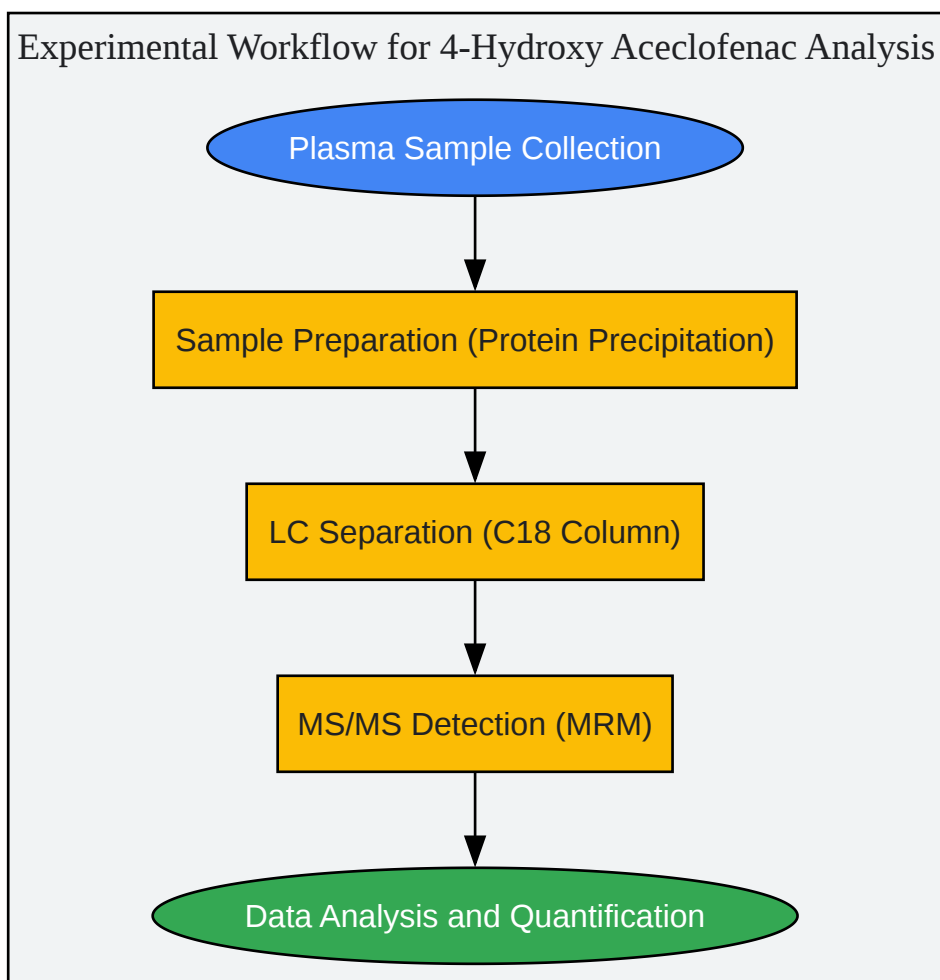 Experimental Workflow for 4-Hydroxy Aceclofenac Analysis
Plasma Sample Collection
Sample Preparation (Protein Precipitation)
LC Separation (C18 Column)
MS/MS Detection (MRM)
Data Analysis and Quantification